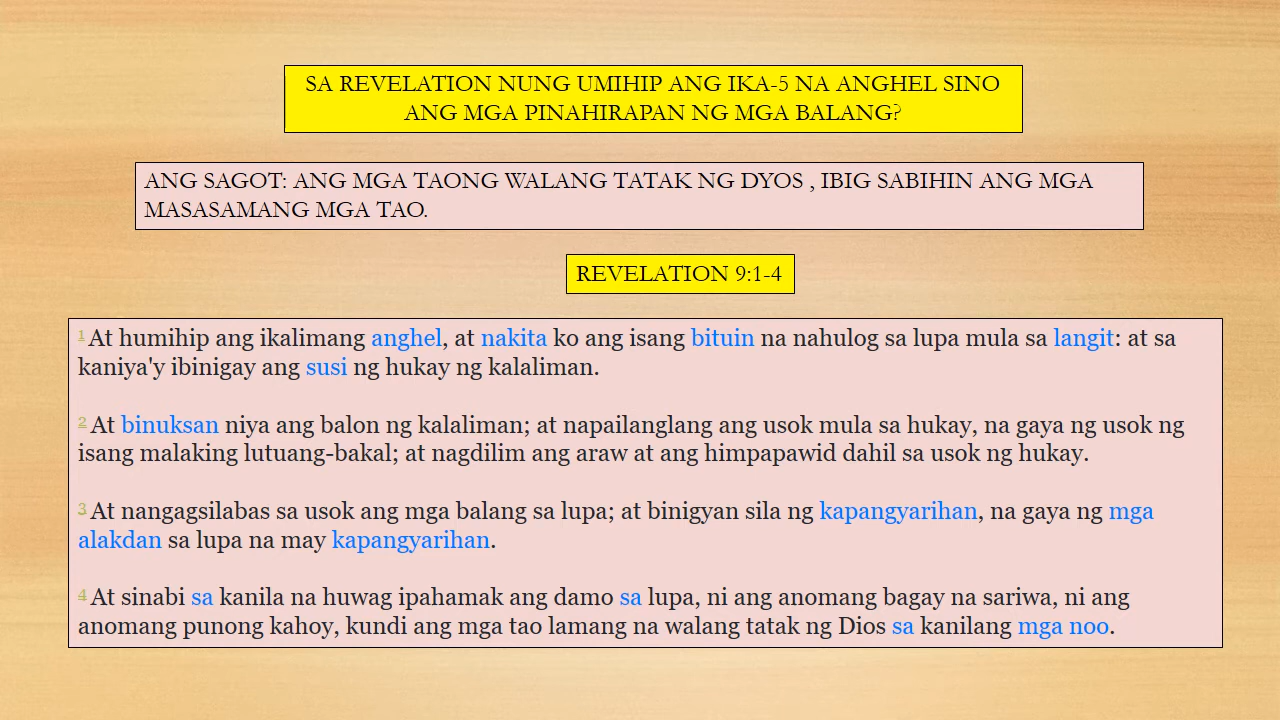 SA REVELATION NUNG UMIHIP ANG IKA-5 NA ANGHEL SINO
ANG MGA PINAHIRAPAN NG MGA BALANG?
ANG SAGOT: ANG MGA TAONG WALANG TATAK NG DYOS , IBIG SABIHIN ANG MGA
MASASAMANG MGA TAO.
REVELATION 9:1-4
1 At humihip ang ikalimang anghel, at nakita ko ang isang bituin na nahulog sa lupa mula sa langit: at sa
kaniya'y ibinigay ang susi ng hukay ng kalaliman.
2 At binuksan niya ang balon ng kalaliman; at napailanglang ang usok mula sa hukay, na gaya ng usok ng
isang malaking lutuang-bakal; at nagdilim ang araw at ang himpapawid dahil sa usok ng hukay.
3 At nangagsilabas sa usok ang mga balang sa lupa; at binigyan sila ng kapangyarihan, na gaya ng mga
alakdan sa lupa na may kapangyarihan.
4 At sinabi sa kanila na huwag ipahamak ang damo sa lupa, ni ang anomang bagay na sariwa, ni ang
anomang punong kahoy, kundi ang mga tao lamang na walang tatak ng Dios sa kanilang mga noo.